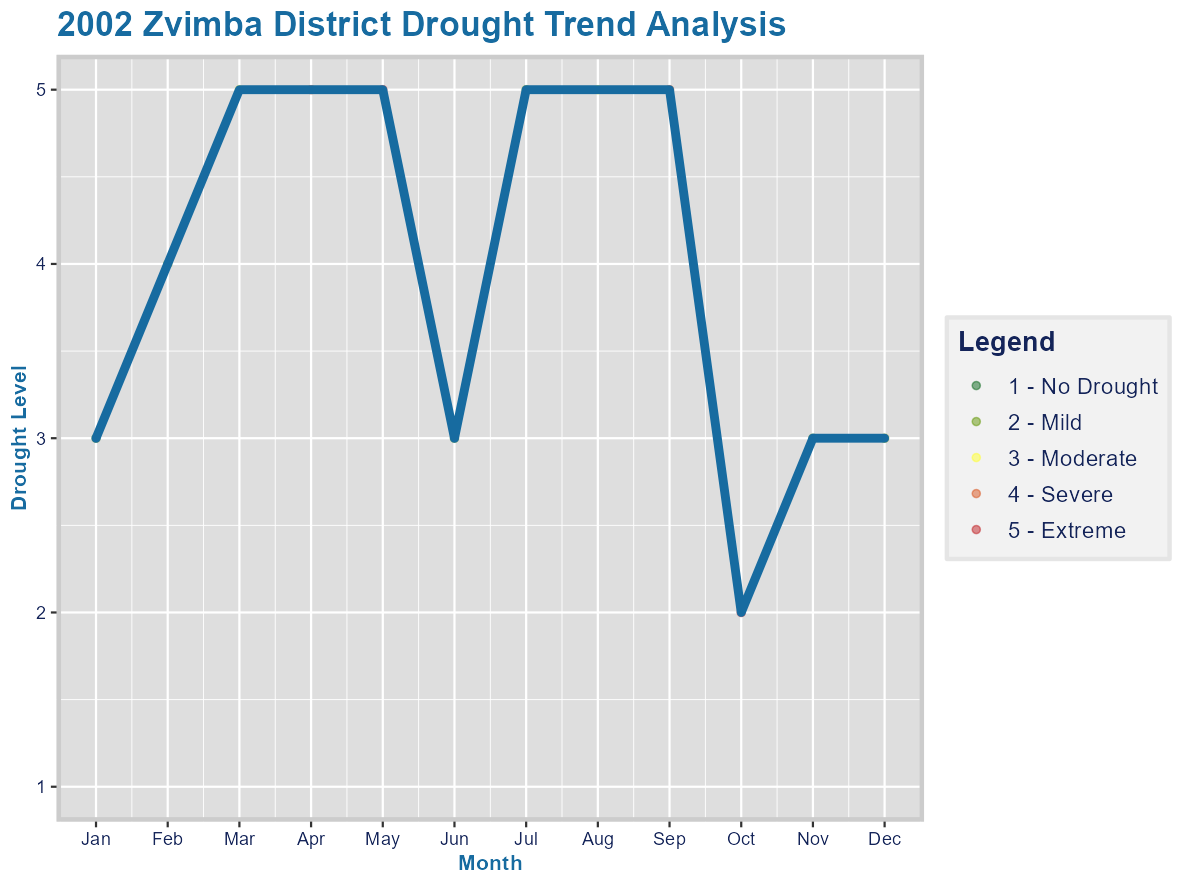 2002 Zvimba District Drought Trend Analysis
5
4
3
2
1
Drought Level
Jan Feb Mar Apr May Jun Jul Aug Sep Oct Nov Dec
Month
Legend
1 - No Drought
2 - Mild
3 - Moderate
4 - Severe
5 - Extreme